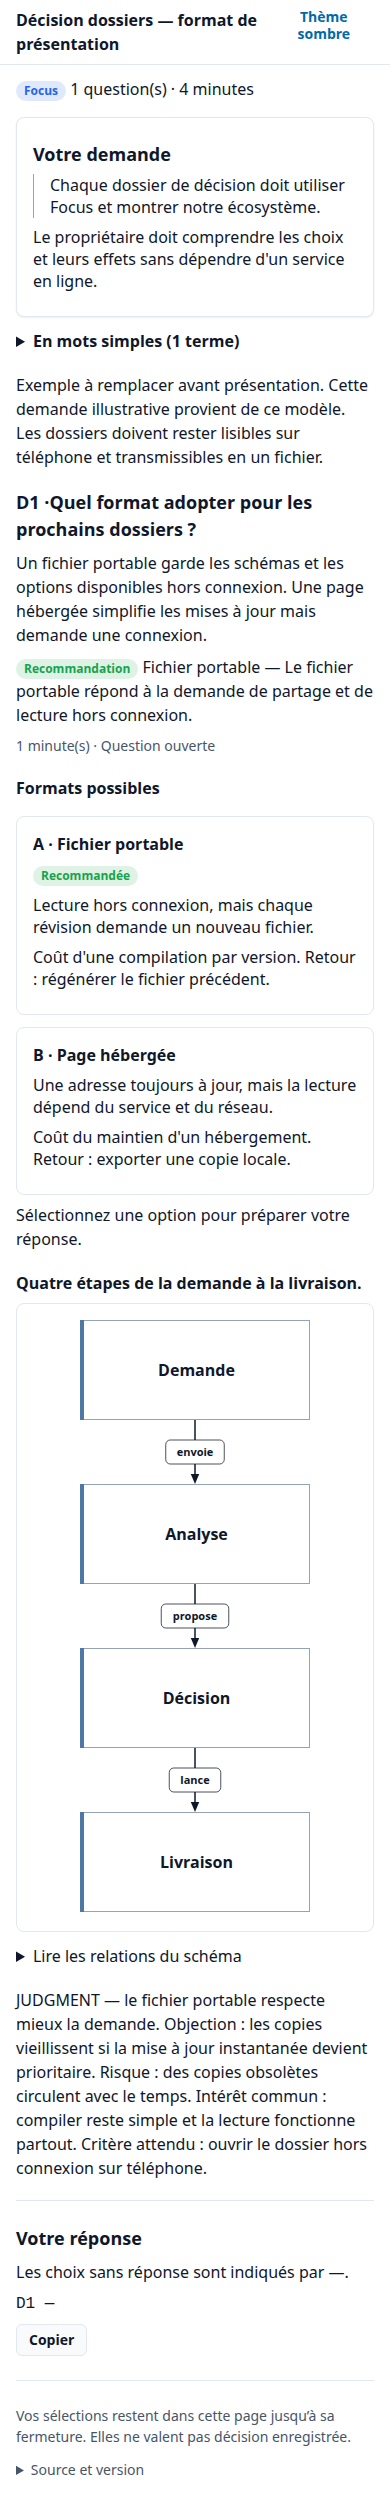 Décision dossiers — format de
présentation
Thème
sombre
Focus 1 question(s) · 4 minutes
Votre demande
Chaque dossier de décision doit utiliser
Focus et montrer notre écosystème.
Le propriétaire doit comprendre les choix
et leurs effets sans dépendre d'un service
en ligne.
En mots simples (1 terme)
Exemple à remplacer avant présentation. Cette
demande illustrative provient de ce modèle.
Les dossiers doivent rester lisibles sur
téléphone et transmissibles en un fichier.
D1 ·Quel format adopter pour les
prochains dossiers ?
Un fichier portable garde les schémas et les
options disponibles hors connexion. Une page
hébergée simplifie les mises à jour mais
demande une connexion.
Recommandation Fichier portable — Le fichier
portable répond à la demande de partage et de
lecture hors connexion.
1 minute(s) · Question ouverte
Formats possibles
A · Fichier portable
Recommandée
Lecture hors connexion, mais chaque
révision demande un nouveau fichier.
Coût d'une compilation par version. Retour
: régénérer le fichier précédent.
B · Page hébergée
Une adresse toujours à jour, mais la lecture
dépend du service et du réseau.
Coût du maintien d'un hébergement.
Retour : exporter une copie locale.
Sélectionnez une option pour préparer votre
réponse.
Quatre étapes de la demande à la livraison.
Demande
envoie
Analyse
propose
Décision
lance
Livraison
Lire les relations du schéma
JUDGMENT — le fichier portable respecte
mieux la demande. Objection : les copies
vieillissent si la mise à jour instantanée devient
prioritaire. Risque : des copies obsolètes
circulent avec le temps. Intérêt commun :
compiler reste simple et la lecture fonctionne
partout. Critère attendu : ouvrir le dossier hors
connexion sur téléphone.
Votre réponse
Les choix sans réponse sont indiqués par —.
D1 —
Copier
Vos sélections restent dans cette page jusqu'à sa
fermeture. Elles ne valent pas décision enregistrée.
Source et version